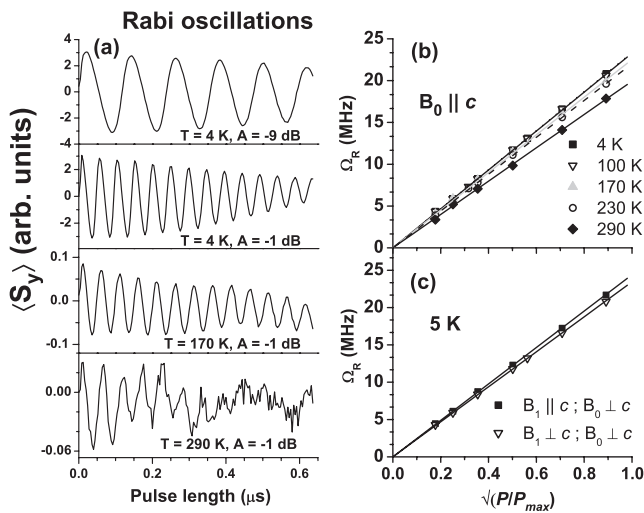 Rabi oscillations
(a)
⟨S_y⟩ (arb. units)
4
2
0
-2
-4
T = 4 K, A = -9 dB
2
0
-2
T = 4 K, A = -1 dB
0.1
0.0
-0.1
T = 170 K, A = -1 dB
0.00
-0.06
T = 290 K, A = -1 dB
0.0 0.2 0.4 0.6
Pulse length (μs)
(b)
B₀ || c
Ω_R (MHz)
25
20
15
10
5
0
4 K
100 K
170 K
230 K
290 K
(c)
5 K
Ω_R (MHz)
25
20
15
10
5
0
B₁ || c ; B₀ ⊥ c
B₁ ⊥ c ; B₀ ⊥ c
0.0 0.2 0.4 0.6 0.8 1.0
√(P/P_max)